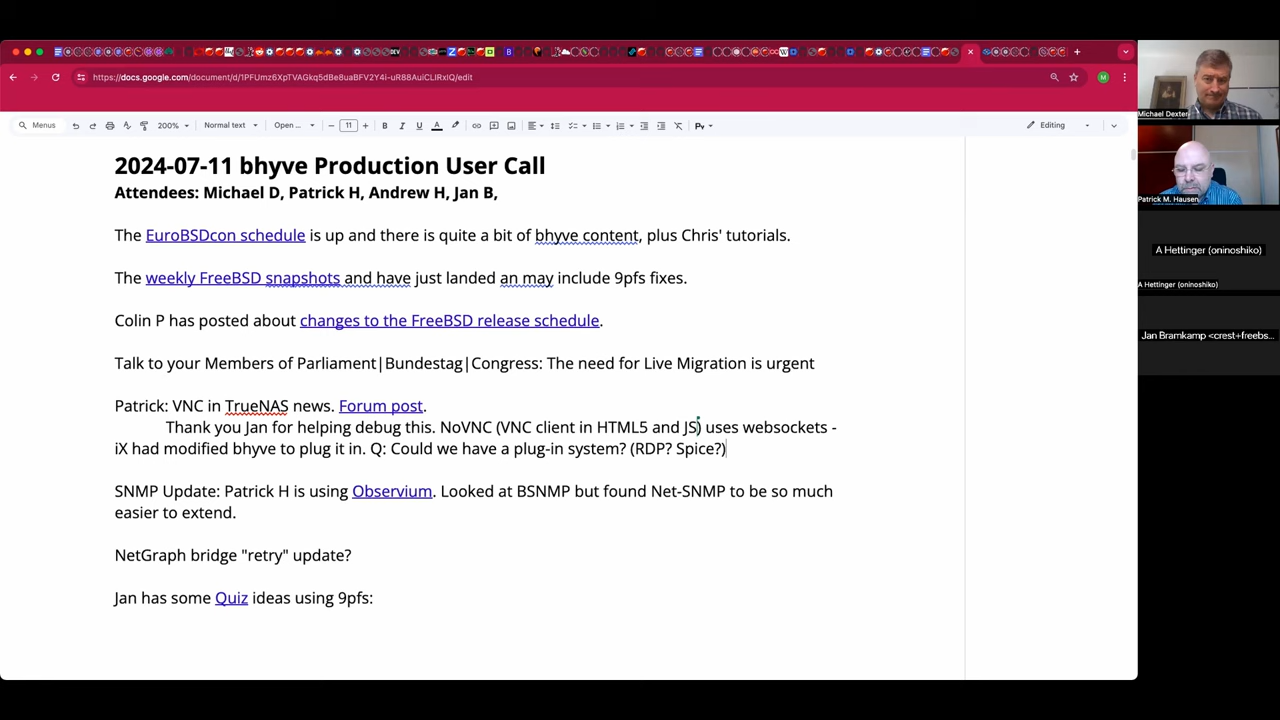 https://docs.google.com/document/d/1PFUmz6XpTVAGkq5dBe8uaBFV2Y4i-uR88AuiCLIRxIQ/edit
Menus
200%
Normal text
Open ...
11
Editing
2024-07-11 bhyve Production User Call
Attendees: Michael D, Patrick H, Andrew H, Jan B,
The EuroBSDcon schedule is up and there is quite a bit of bhyve content, plus Chris' tutorials.
The weekly FreeBSD snapshots and have just landed an may include 9pfs fixes.
Colin P has posted about changes to the FreeBSD release schedule.
Talk to your Members of Parliament|Bundestag|Congress: The need for Live Migration is urgent
Patrick: VNC in TrueNAS news. Forum post.
Thank you Jan for helping debug this. NoVNC (VNC client in HTML5 and JS) uses websockets -
iX had modified bhyve to plug it in. Q: Could we have a plug-in system? (RDP? Spice?)
SNMP Update: Patrick H is using Observium. Looked at BSNMP but found Net-SNMP to be so much
easier to extend.
NetGraph bridge "retry" update?
Jan has some Quiz ideas using 9pfs:
Michael Dexter
Patrick M. Hausen
A Hettinger (oninoshiko)
A Hettinger (oninoshiko)
Jan Bramkamp <crest+freebs...